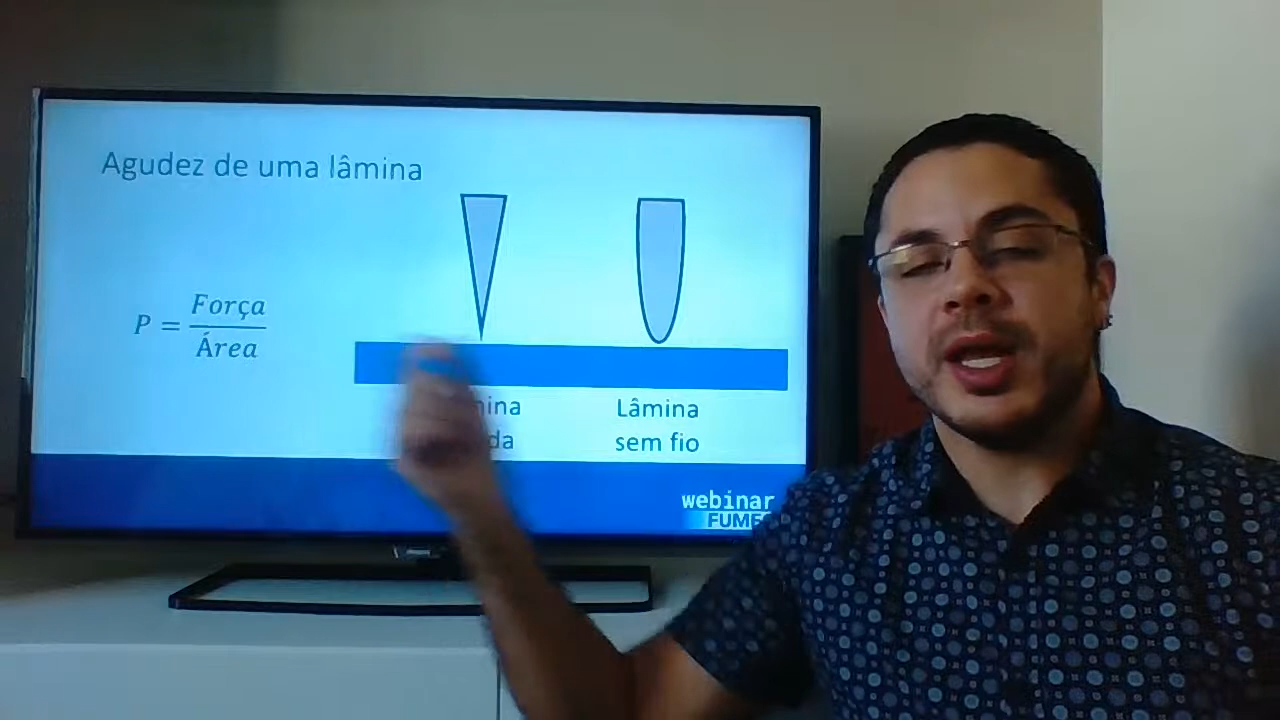 Agudez de uma lâmina
P = Força
Área
Lâmina
sem fio
webinar